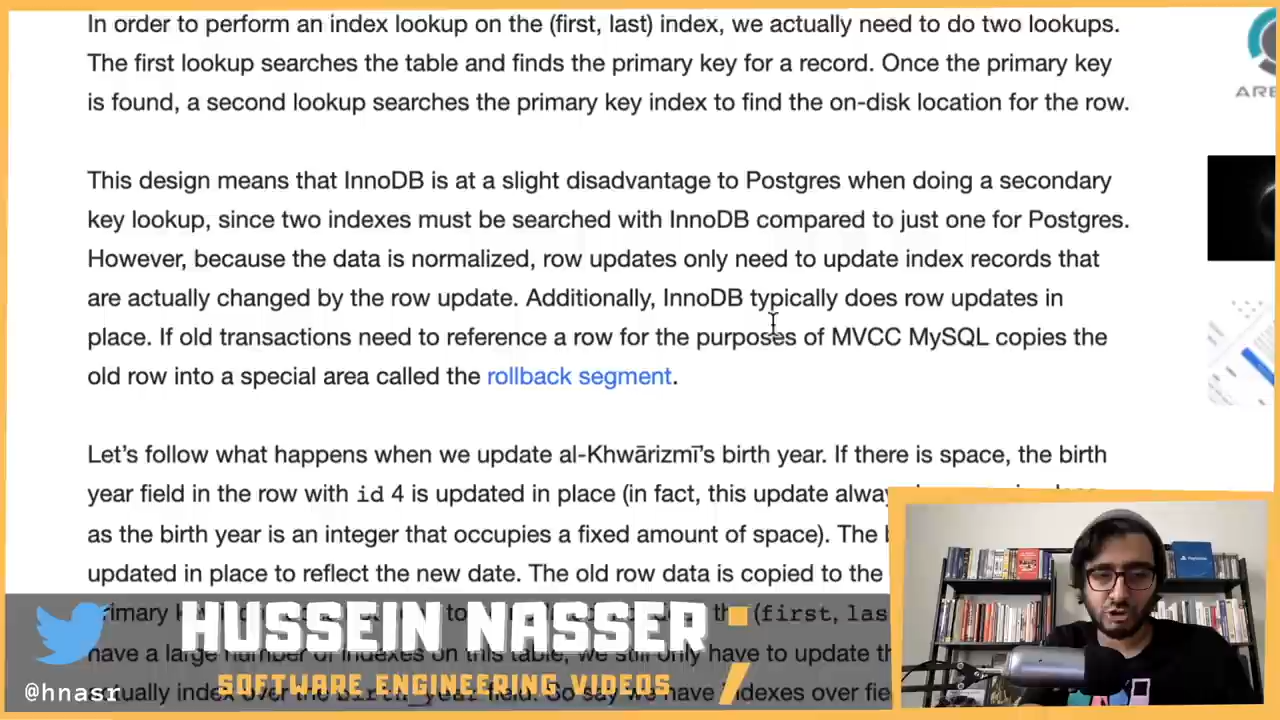 In order to perform an index lookup on the (first, last) index, we actually need to do two lookups.
The first lookup searches the table and finds the primary key for a record. Once the primary key
is found, a second lookup searches the primary key index to find the on-disk location for the row.
This design means that InnoDB is at a slight disadvantage to Postgres when doing a secondary
key lookup, since two indexes must be searched with InnoDB compared to just one for Postgres.
However, because the data is normalized, row updates only need to update index records that
are actually changed by the row update. Additionally, InnoDB typically does row updates in
place. If old transactions need to reference a row for the purposes of MVCC MySQL copies the
old row into a special area called the rollback segment.
Let's follow what happens when we update al-Khwārizmī's birth year. If there is space, the birth
year field in the row with id 4 is updated in place (in fact, this update
as the birth year is an integer that occupies a fixed amount of space). The
updated in place to reflect the new date. The old row data is copied to the
(first, las
have a large number of indexes on this table, we still only have to update
index over the birth_year field. So say we have indexes over
HUSSEIN NASSER
SOFTWARE ENGINEERING VIDEOS
@hnasr